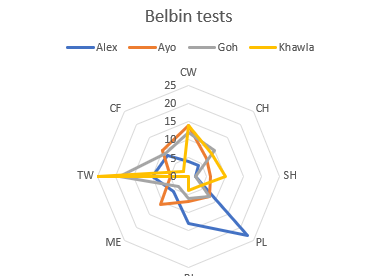 Belbin tests
Alex Ayo Goh Khawla
CW
25
CF CH
20
15
10
5
TW 0 SH
ME PL